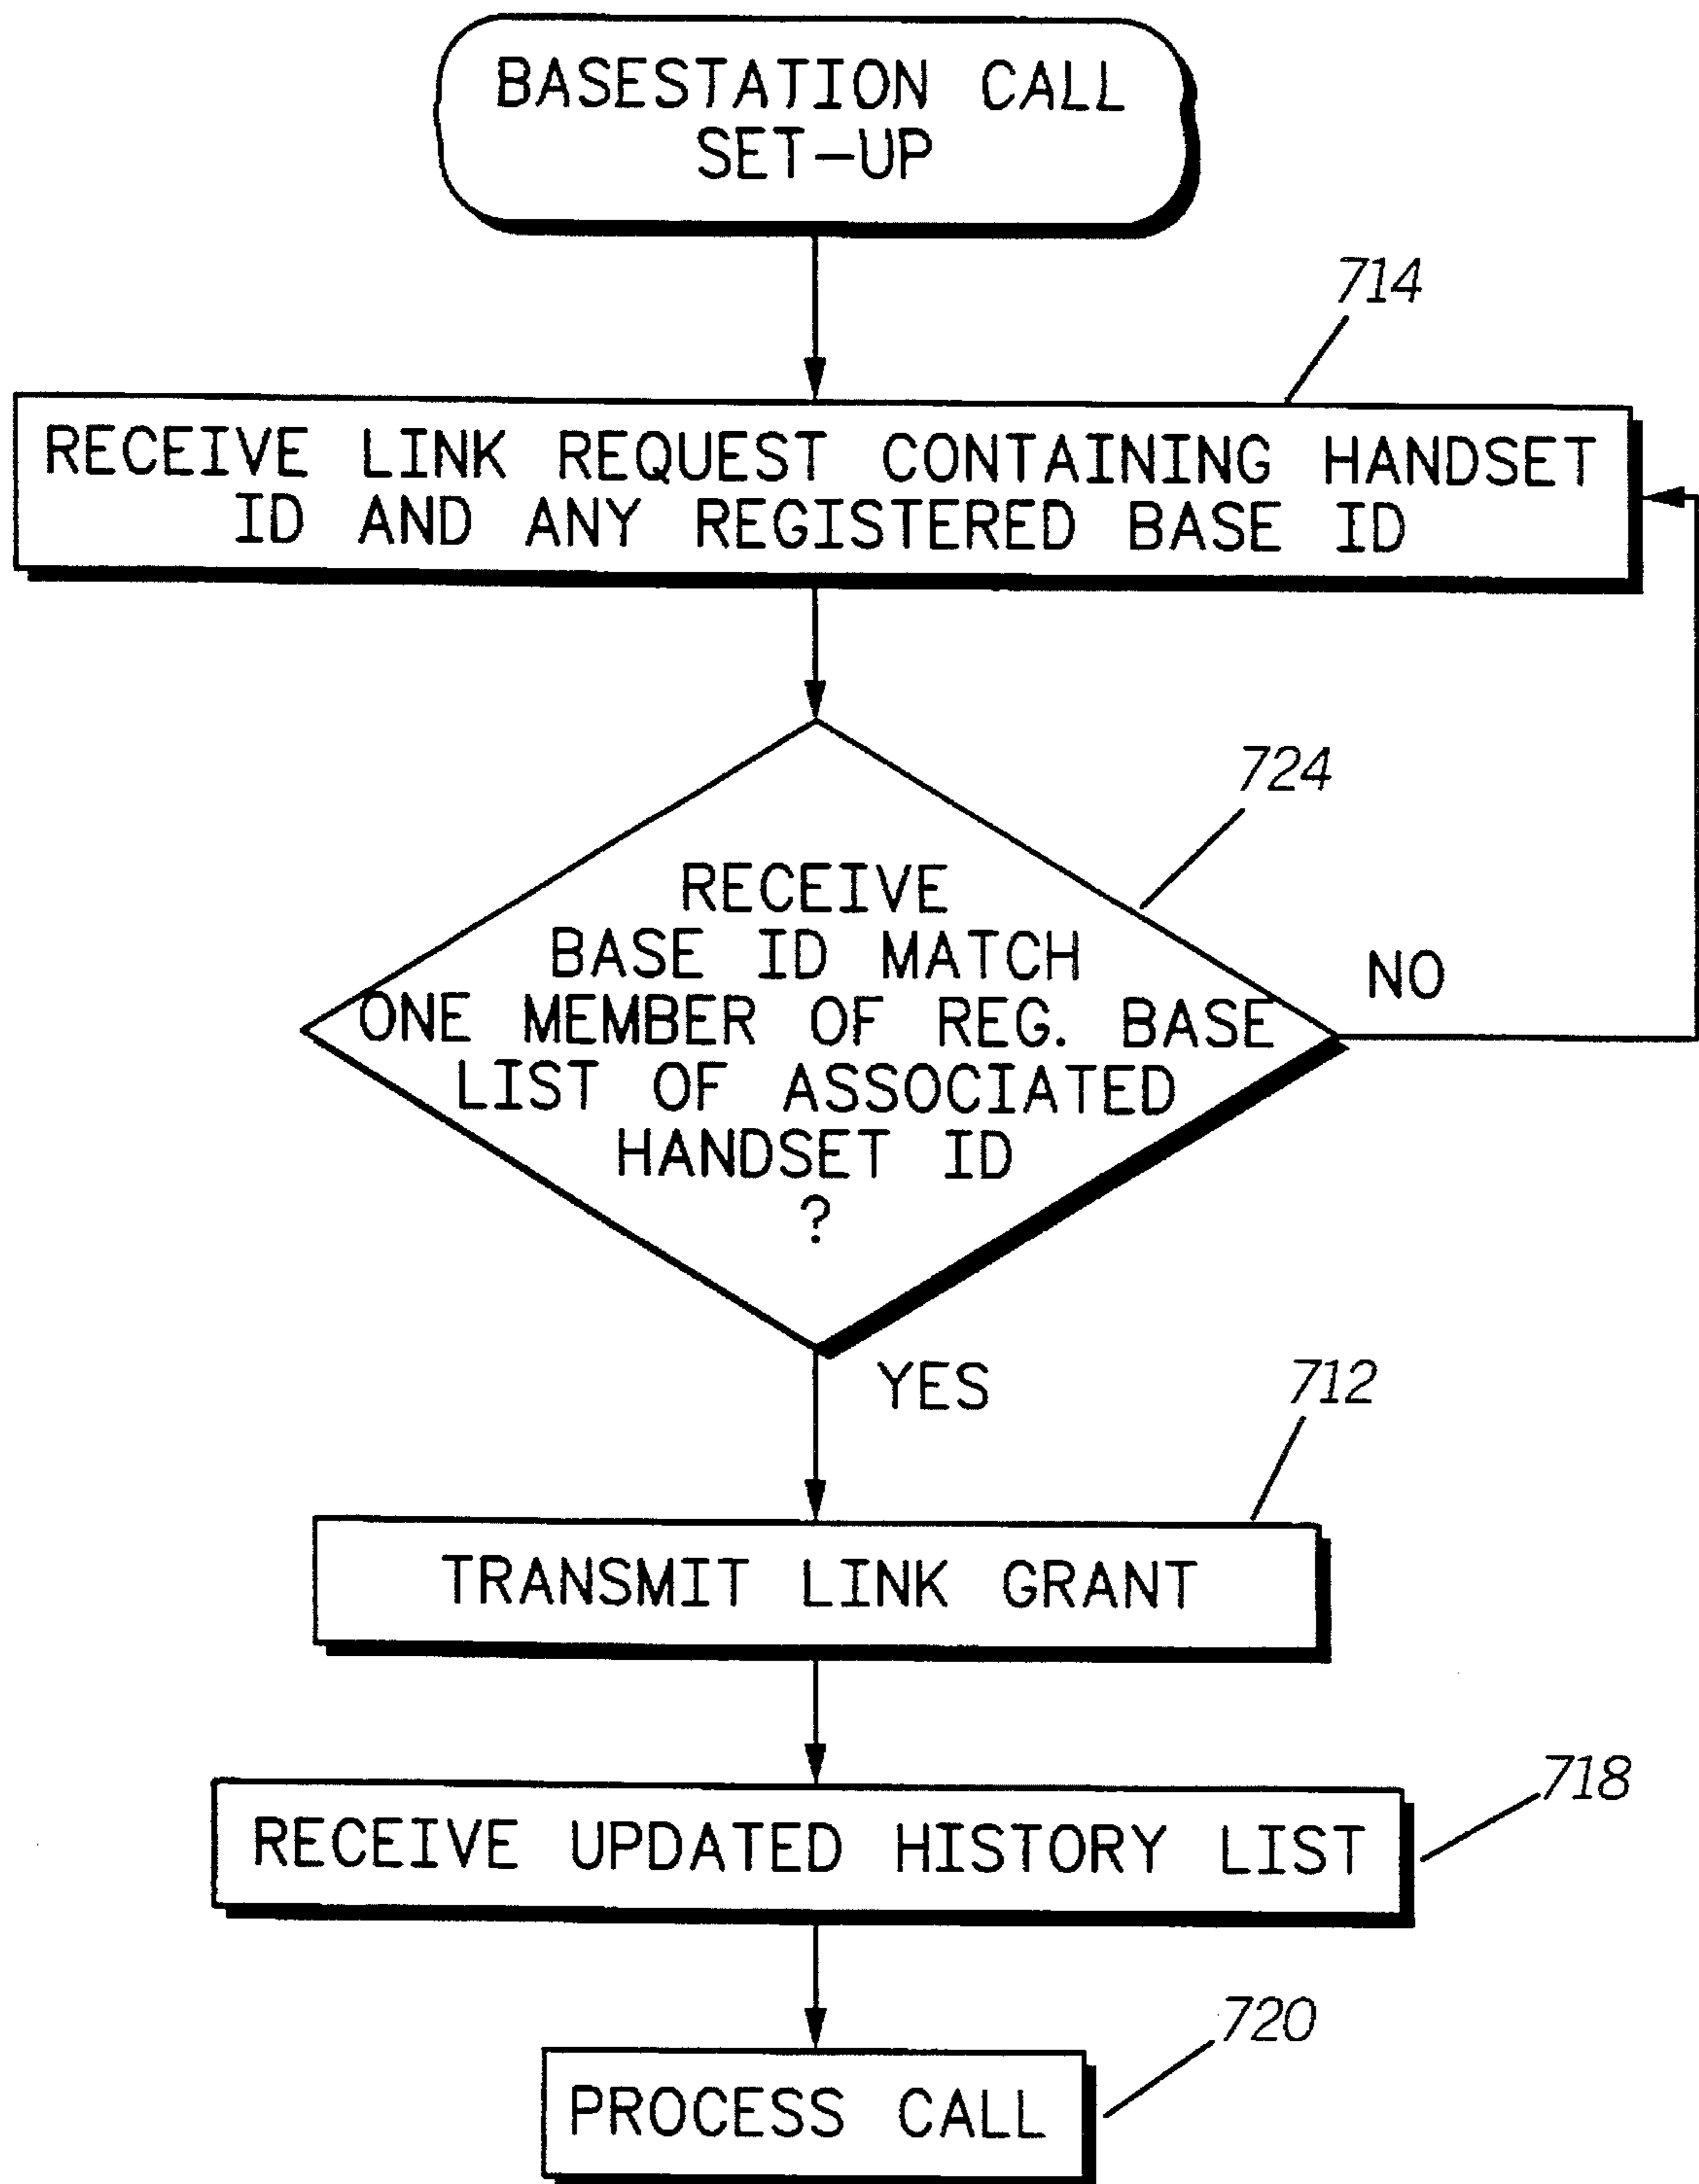 BASESTATION CALL
SET-UP
714
RECEIVE LINK REQUEST CONTAINING HANDSET
ID AND ANY REGISTERED BASE ID
724
RECEIVE
BASE ID MATCH
ONE MEMBER OF REG. BASE
LIST OF ASSOCIATED
HANDSET ID
?
NO
YES
712
TRANSMIT LINK GRANT
718
RECEIVE UPDATED HISTORY LIST
720
PROCESS CALL